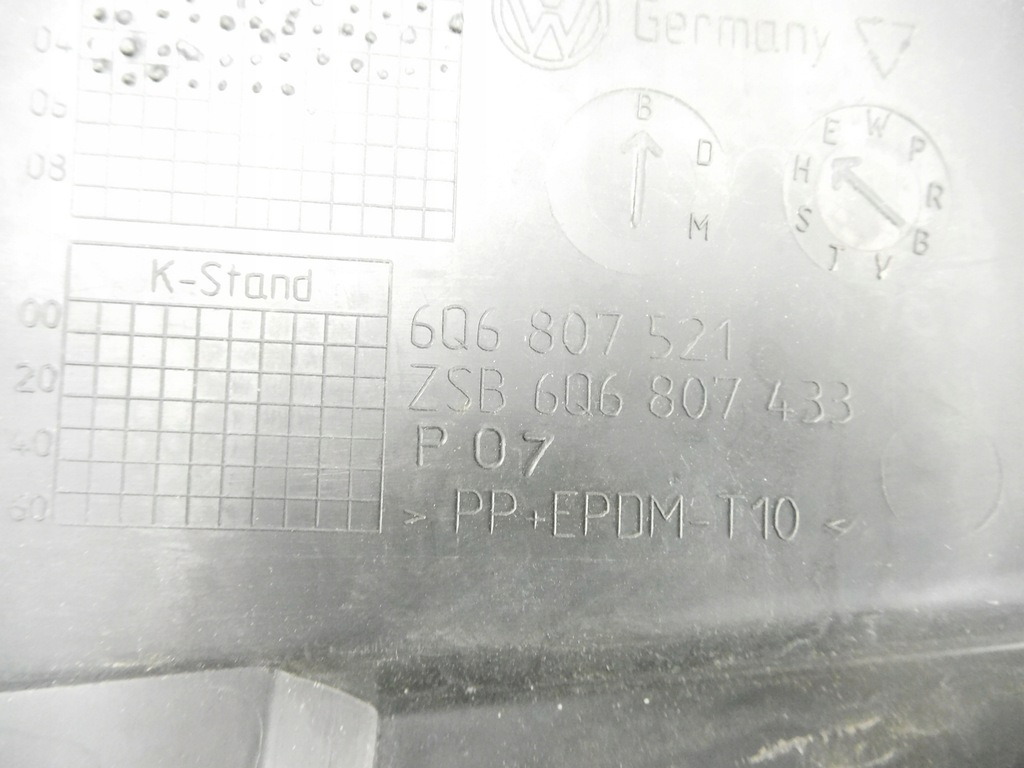 04
06
08
VW Germany
B
D
M
E W P R B Y T S H
K-Stand
00
20
40
60
6Q6 807 521
ZSB 6Q6 807 433
P 07
> PP+EPDM-T10 <